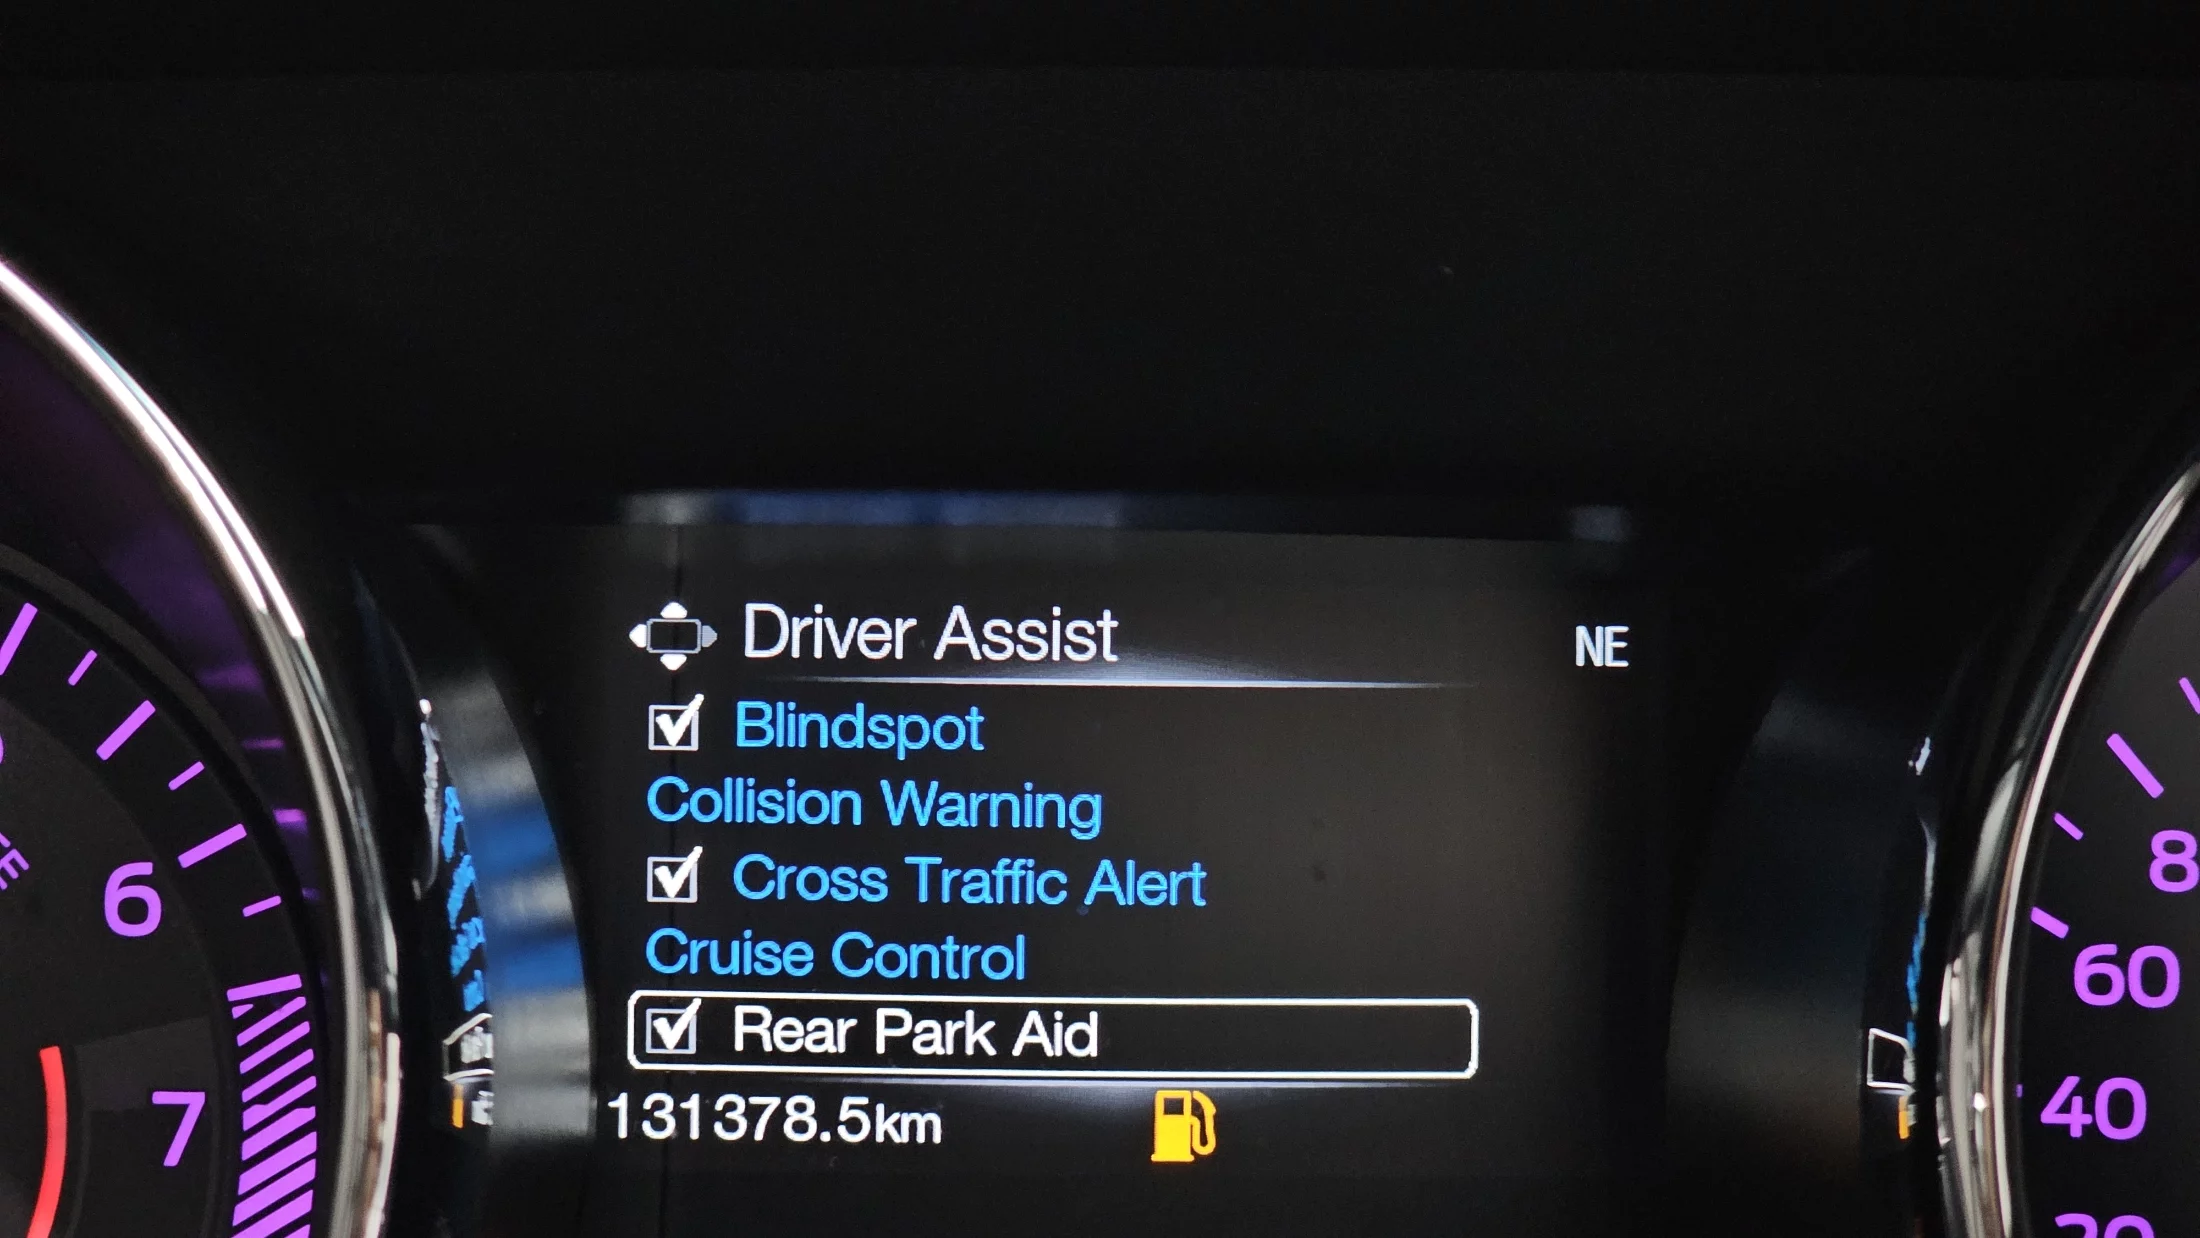 Driver Assist
NE
Blindspot
Collision Warning
Cross Traffic Alert
Cruise Control
Rear Park Aid
131378.5km
6
7
8
60
40
20